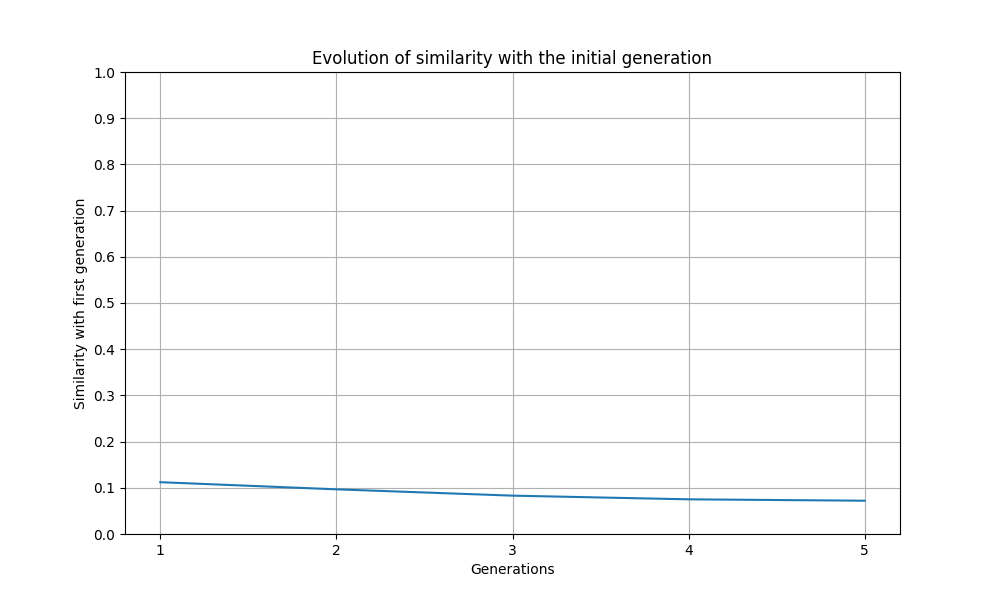 Evolution of similarity with the initial generation
1.0
0.9
0.8
0.7
0.6
0.5
0.4
0.3
0.2
0.1
0.0
Similarity with first generation
1 2 3 4 5
Generations